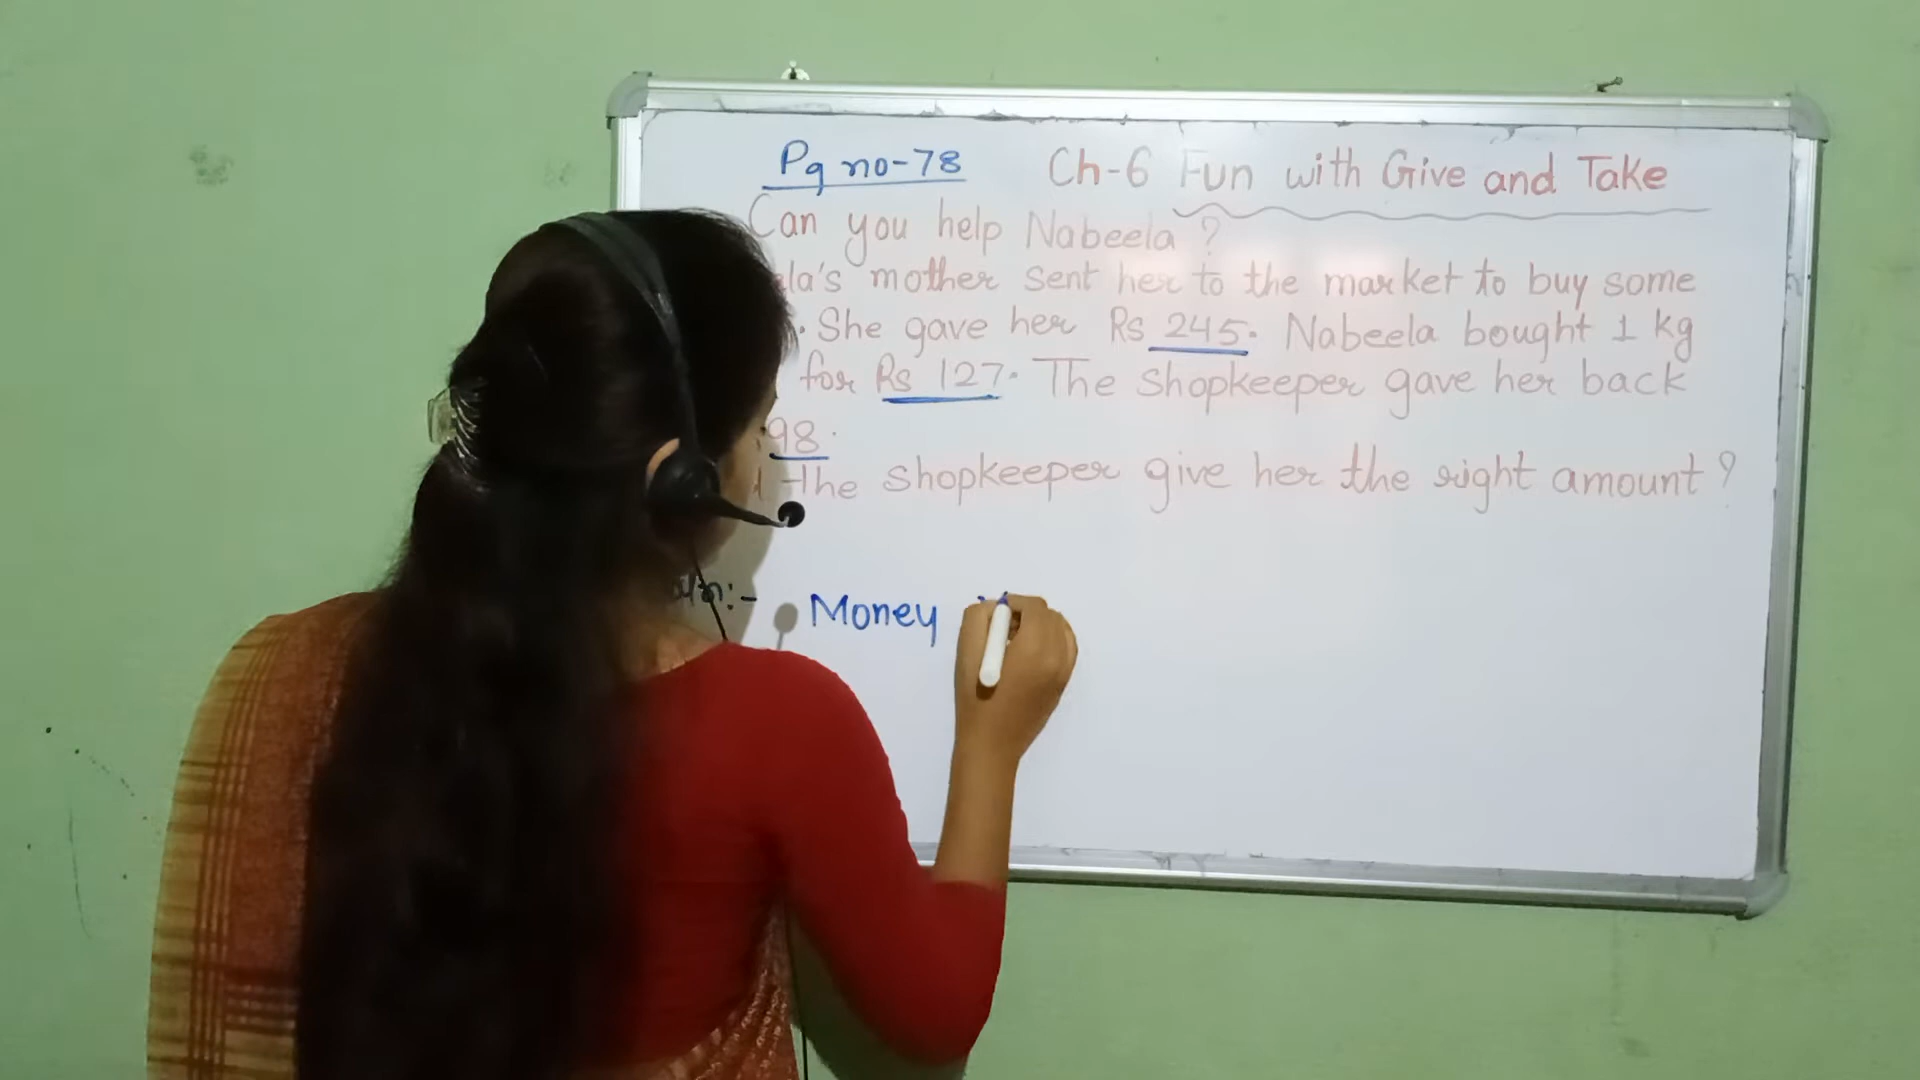 Pg no-78 Ch-6 Fun with Give and Take
Can you help Nabeela ?
la's mother sent her to the market to buy some
. She gave her Rs 245. Nabeela bought 1 kg
for Rs 127. The shopkeeper gave her back
98.
The shopkeeper give her the right amount ?
Money